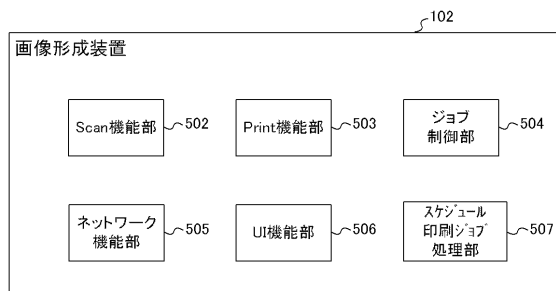 102
画像形成装置
Scan機能部
502
Print機能部
503
ジョブ
制御部
504
ネットワーク
機能部
505
UI機能部
506
ｽｹｼﾞｭｰﾙ
印刷ｼﾞｮﾌﾞ
処理部
507